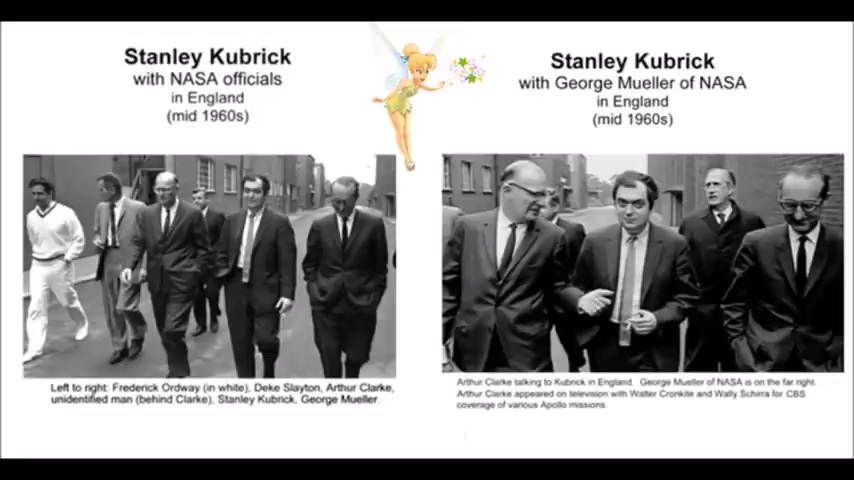 Stanley Kubrick
with NASA officials
in England
(mid 1960s)
Left to right: Frederick Ordway (in white), Deke Slayton, Arthur Clarke,
unidentified man (behind Clarke), Stanley Kubrick, George Mueller.
Stanley Kubrick
with George Mueller of NASA
in England
(mid 1960s)
Arthur Clarke talking to Kubrick in England. George Mueller of NASA is on the far right.
Arthur Clarke appeared on television with Walter Cronkite and Wally Schirra for CBS
coverage of various Apollo missions.